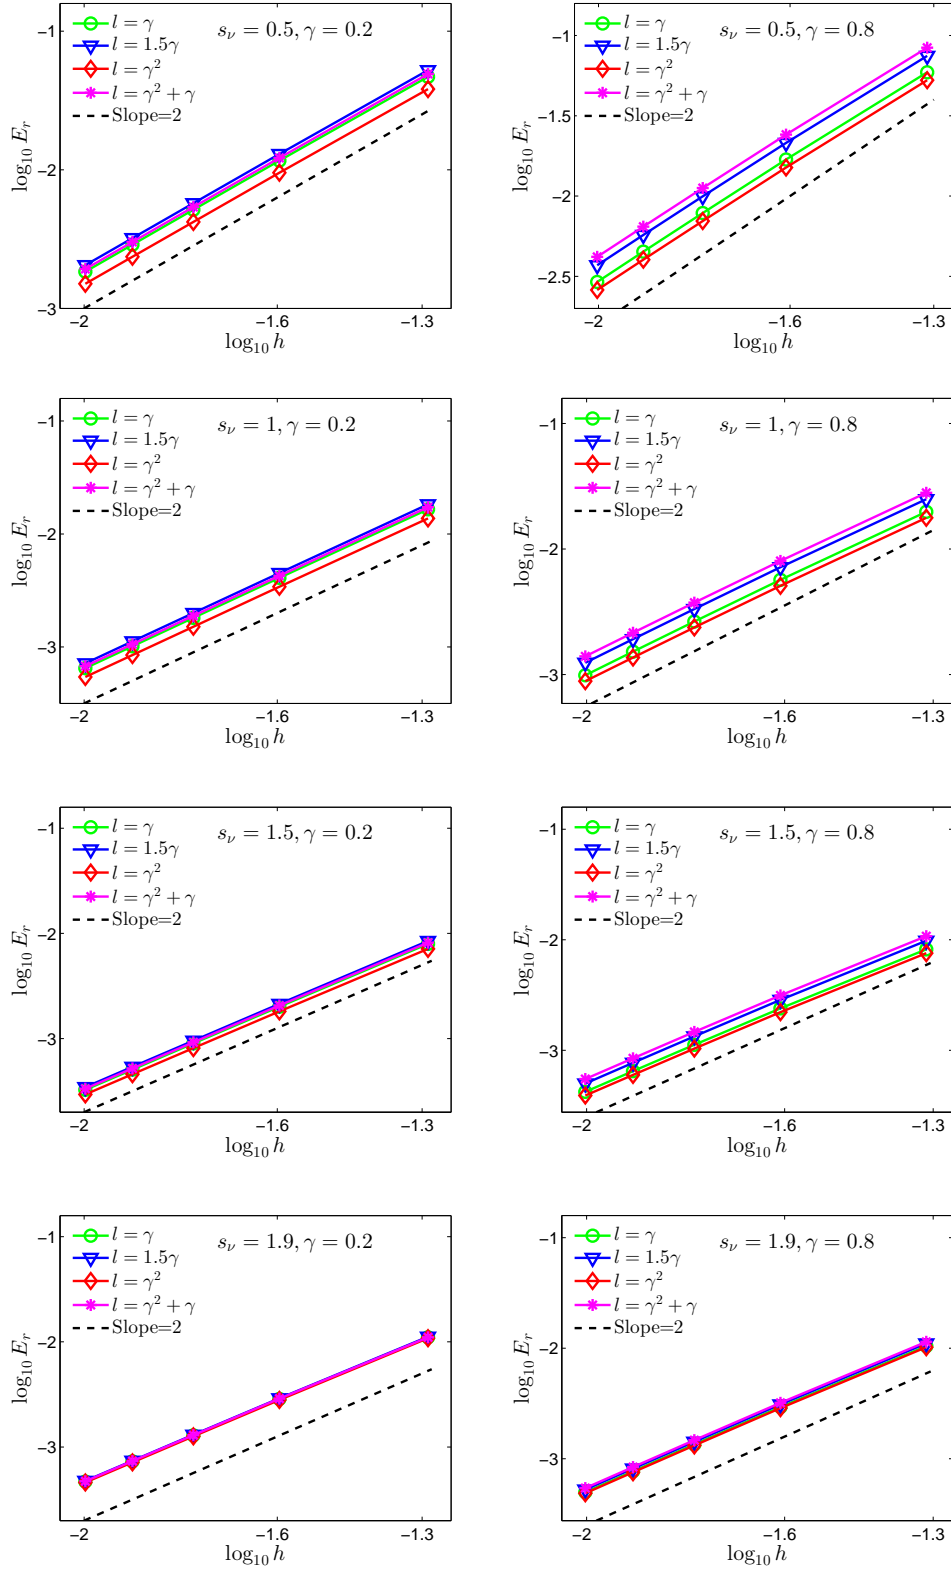 s_ν = 0.5, γ = 0.2
l = γ
l = 1.5γ
l = γ²
l = γ² + γ
Slope=2
log₁₀ E_r
−1
−2
−3
−2
−1.6
−1.3
log₁₀ h
s_ν = 0.5, γ = 0.8
l = γ
l = 1.5γ
l = γ²
l = γ² + γ
Slope=2
log₁₀ E_r
−1
−1.5
−2
−2.5
−2
−1.6
−1.3
log₁₀ h
s_ν = 1, γ = 0.2
l = γ
l = 1.5γ
l = γ²
l = γ² + γ
Slope=2
log₁₀ E_r
−1
−2
−3
−2
−1.6
−1.3
log₁₀ h
s_ν = 1, γ = 0.8
l = γ
l = 1.5γ
l = γ²
l = γ² + γ
Slope=2
log₁₀ E_r
−1
−2
−3
−2
−1.6
−1.3
log₁₀ h
s_ν = 1.5, γ = 0.2
l = γ
l = 1.5γ
l = γ²
l = γ² + γ
Slope=2
log₁₀ E_r
−1
−2
−3
−2
−1.6
−1.3
log₁₀ h
s_ν = 1.5, γ = 0.8
l = γ
l = 1.5γ
l = γ²
l = γ² + γ
Slope=2
log₁₀ E_r
−1
−2
−3
−2
−1.6
−1.3
log₁₀ h
s_ν = 1.9, γ = 0.2
l = γ
l = 1.5γ
l = γ²
l = γ² + γ
Slope=2
log₁₀ E_r
−1
−2
−3
−2
−1.6
−1.3
log₁₀ h
s_ν = 1.9, γ = 0.8
l = γ
l = 1.5γ
l = γ²
l = γ² + γ
Slope=2
log₁₀ E_r
−1
−2
−3
−2
−1.6
−1.3
log₁₀ h